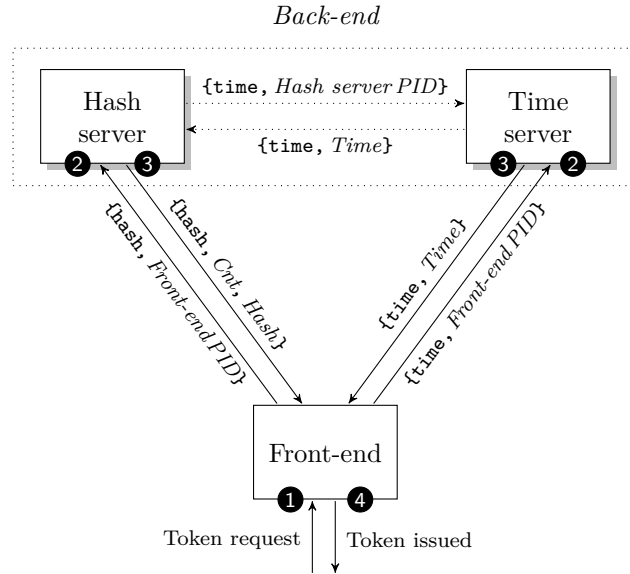 Back-end
Hash
server
{time, Hash server PID}
{time, Time}
Time
server
2
3
3
2
{hash, Front-end PID}
{hash, Cnt, Hash}
{time, Time}
{time, Front-end PID}
Front-end
1
4
Token request
Token issued